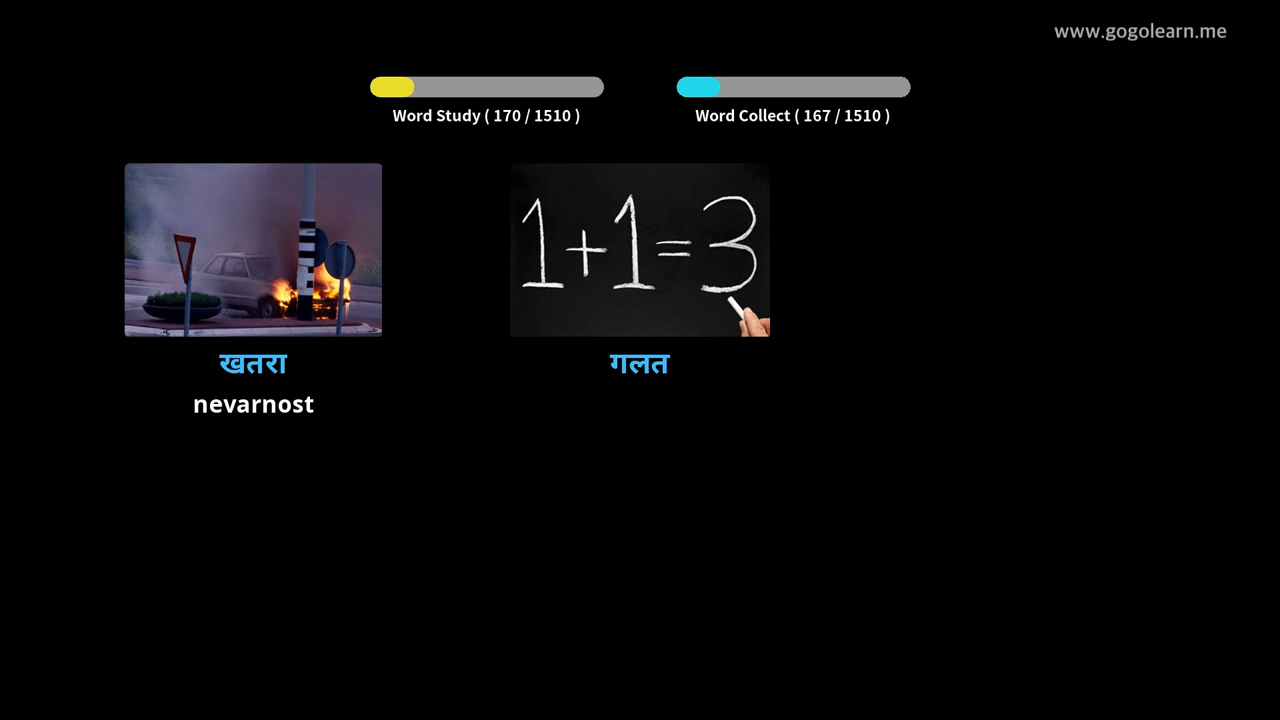 www.gogolearn.me
Word Study ( 170 / 1510 )
Word Collect ( 167 / 1510 )
1+1=3
खतरा
गलत
nevarnost